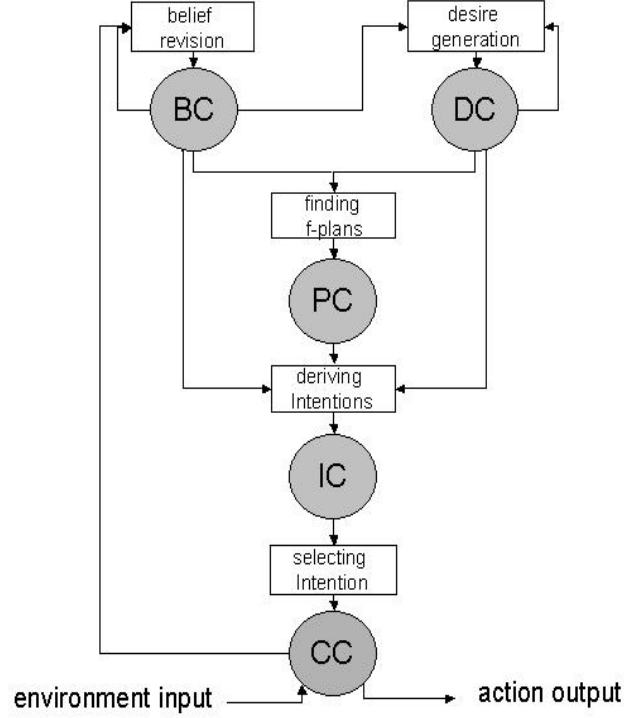 belief
revision
desire
generation
BC
DC
finding
f-plans
PC
deriving
Intentions
IC
selecting
Intention
CC
environment input
action output